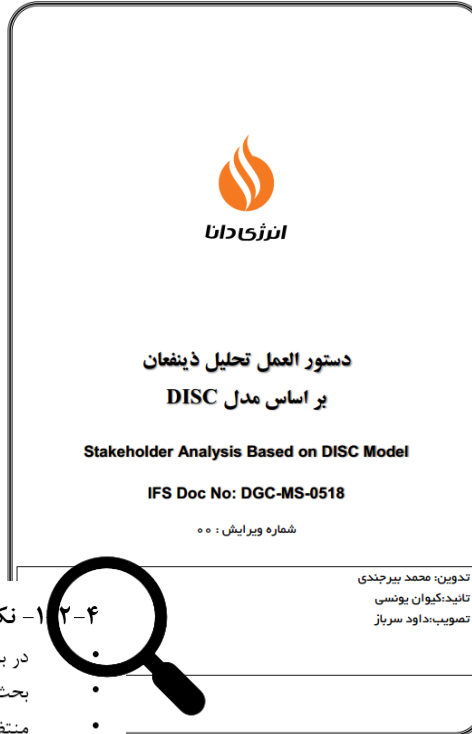 انرژی دانا
دستور العمل تحلیل ذینفعان
بر اساس مدل DISC
Stakeholder Analysis Based on DISC Model
IFS Doc No: DGC-MS-0518
شماره ویرایش : ۰۰
تدوین: محمد بیرجندی
تائید:کیوان یونسی
تصویب:داود سرباز
۴-۲-۱-
در
بحث